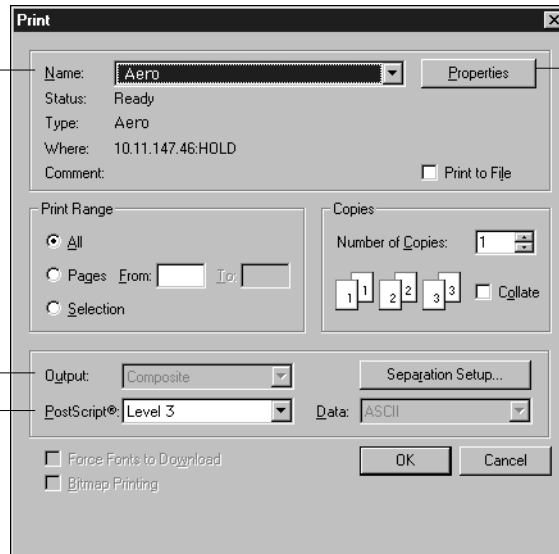 Print
Name: Aero
Properties
Status: Ready
Type: Aero
Where: 10.11.147.46:HOLD
Comment:
Print to File
Print Range
All
Pages From: To:
Selection
Copies
Number of Copies: 1
1 1 2 2 3 3
Collate
Output: Composite
Separation Setup...
PostScript®: Level 3
Data: ASCII
Force Fonts to Download
Bitmap Printing
OK
Cancel